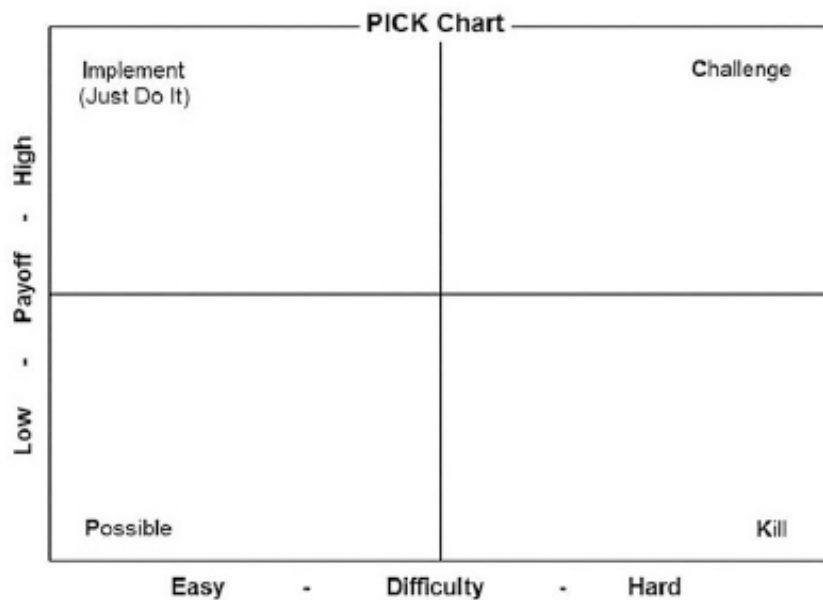 PICK Chart
Implement
(Just Do It)
Challenge
Low - Payoff - High
Possible
Kill
Easy - Difficulty - Hard